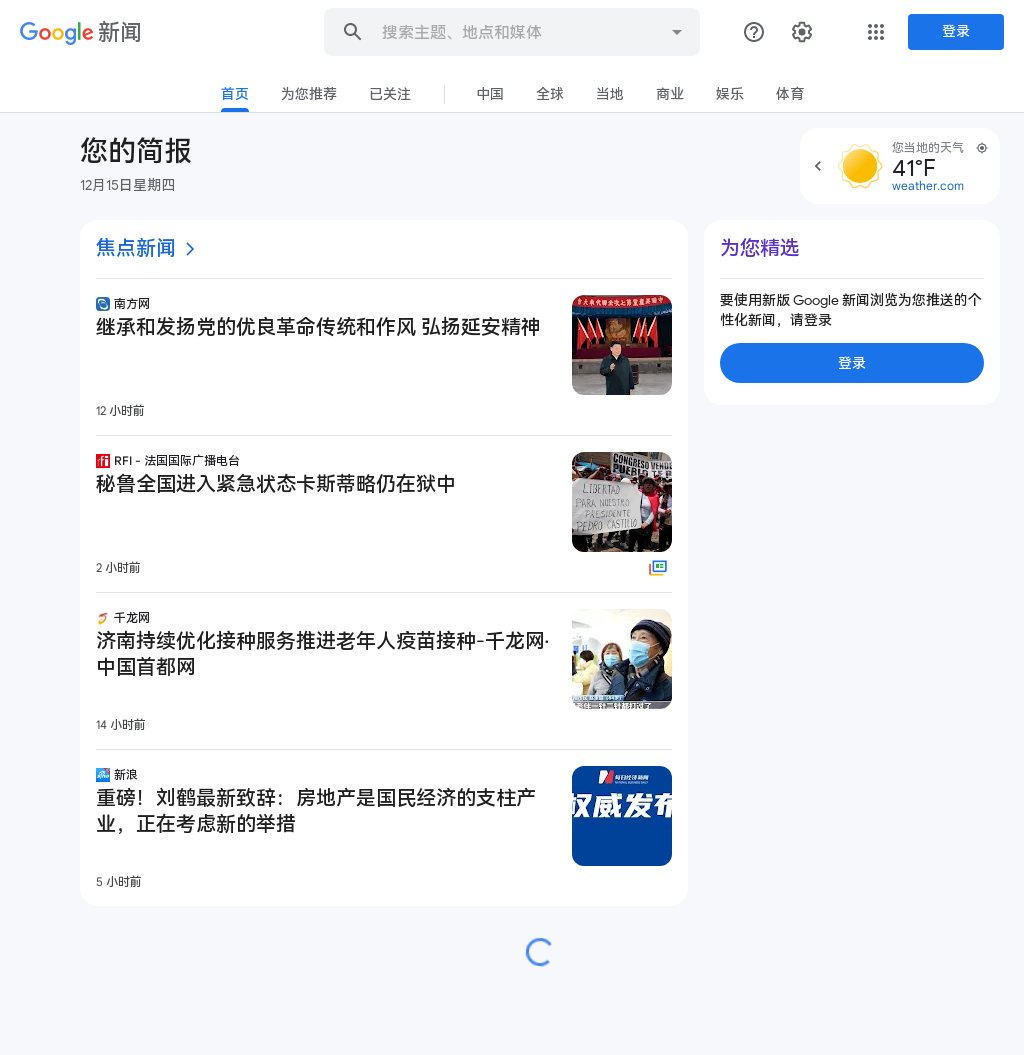 Google 新闻
搜索主题、地点和媒体
登录
首页
为您推荐
已关注
中国
全球
当地
商业
娱乐
体育
您的简报
12月15日星期四
您当地的天气
41°F
weather.com
焦点新闻
南方网
继承和发扬党的优良革命传统和作风 弘扬延安精神
12 小时前
RFI - 法国国际广播电台
秘鲁全国进入紧急状态卡斯蒂略仍在狱中
CONGRESO VENDE
PUEBLO TE
LIBERTAD
PARA NUESTRO
PRESIDENTE
PEDRO CASTILLO
2 小时前
千龙网
济南持续优化接种服务推进老年人疫苗接种-千龙网·
中国首都网
14 小时前
新浪
重磅！刘鹤最新致辞：房地产是国民经济的支柱产
业，正在考虑新的举措
每日经济新闻
权威发布
5 小时前
为您精选
要使用新版 Google 新闻浏览为您推送的个
性化新闻，请登录
登录